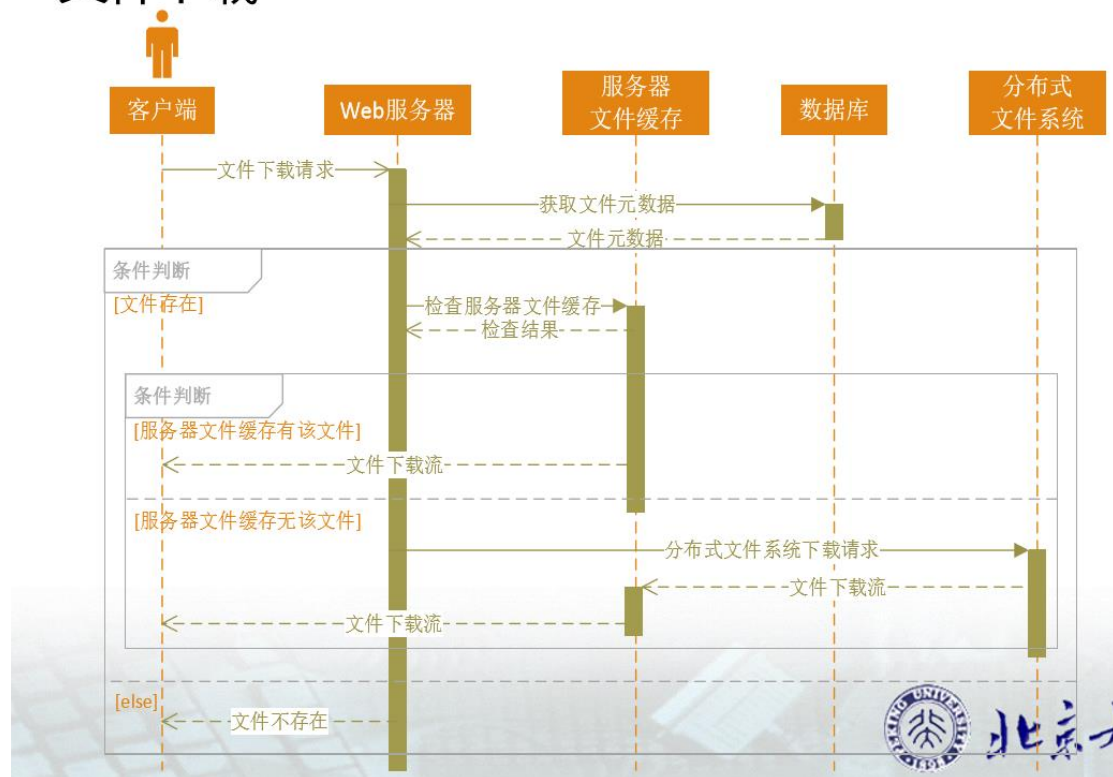 客户端
Web服务器
服务器
文件缓存
数据库
分布式
文件系统
文件下载请求
获取文件元数据
文件元数据
条件判断
[文件存在]
检查服务器文件缓存
检查结果
条件判断
[服务器文件缓存有该文件]
文件下载流
[服务器文件缓存无该文件]
分布式文件系统下载请求
文件下载流
文件下载流
[else]
文件不存在
北京
1898